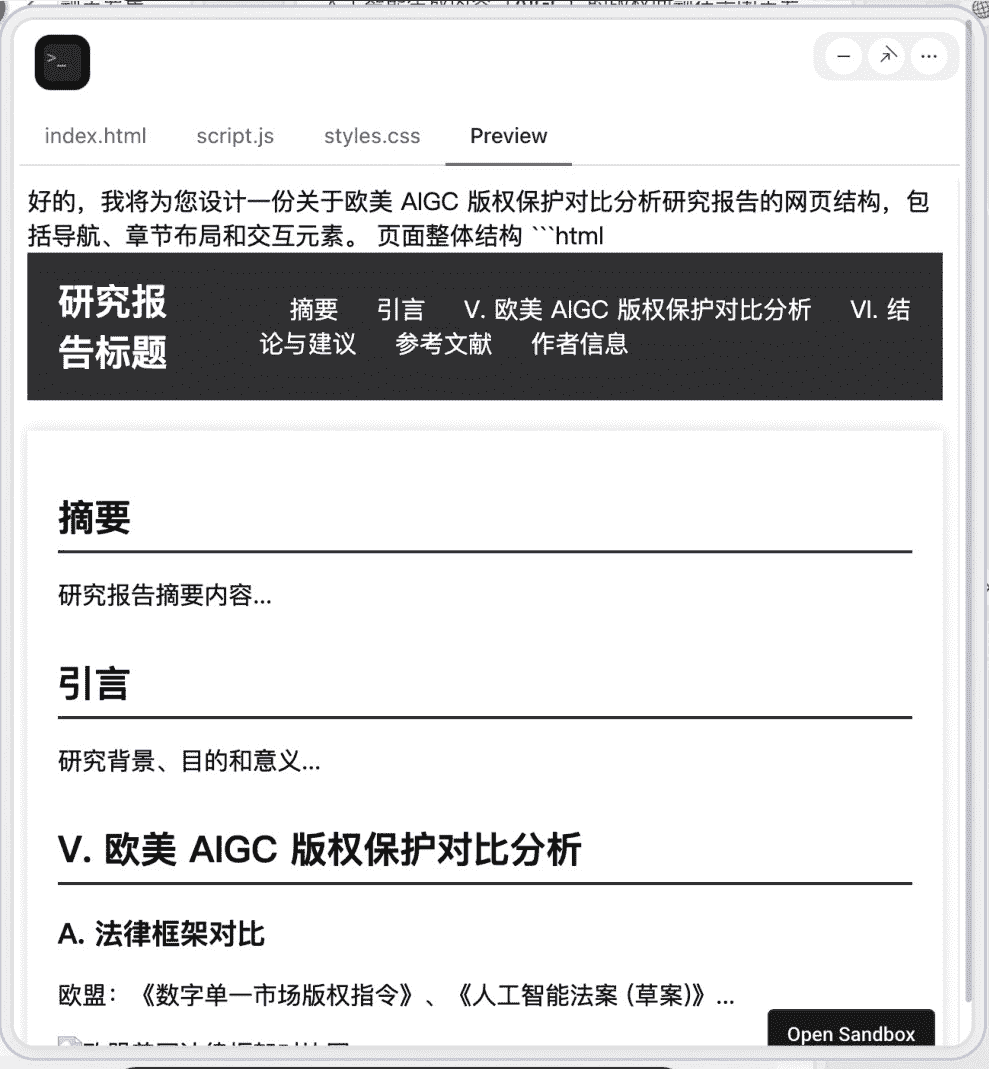 >_
index.html
script.js
styles.css
Preview
好的，我将为您设计一份关于欧美 AIGC 版权保护对比分析研究报告的网页结构，包
括导航、章节布局和交互元素。 页面整体结构 ```html
研究报
告标题
摘要 引言 V. 欧美 AIGC 版权保护对比分析 VI. 结
论与建议 参考文献 作者信息
摘要
研究报告摘要内容...
引言
研究背景、目的和意义...
V. 欧美 AIGC 版权保护对比分析
A. 法律框架对比
欧盟：《数字单一市场版权指令》、《人工智能法案 (草案)》...
Open Sandbox